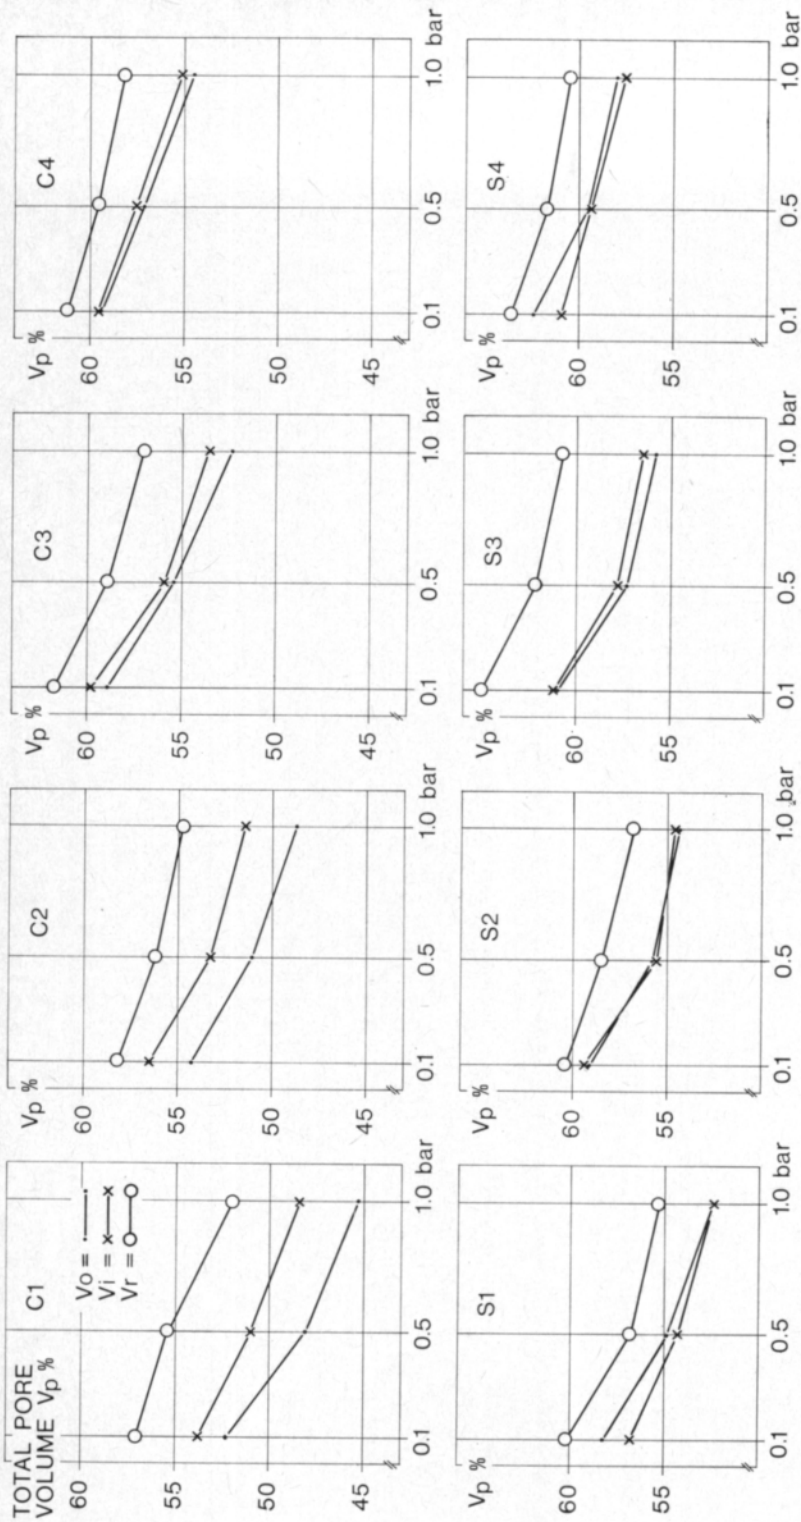 TOTAL PORE
VOLUME Vp %
C1
Vo =
Vi =
Vr =
60
55
50
45
0.1 0.5 1.0 bar
Vp %
C2
60
55
50
45
0.1 0.5 1.0 bar
Vp %
C3
60
55
50
45
0.1 0.5 1.0 bar
Vp %
C4
60
55
50
45
0.1 0.5 1.0 bar
Vp %
S1
60
55
0.1 0.5 1.0 bar
Vp %
S2
60
55
0.1 0.5 1.0 bar
Vp %
S3
60
55
0.1 0.5 1.0 bar
Vp %
S4
60
55
0.1 0.5 1.0 bar